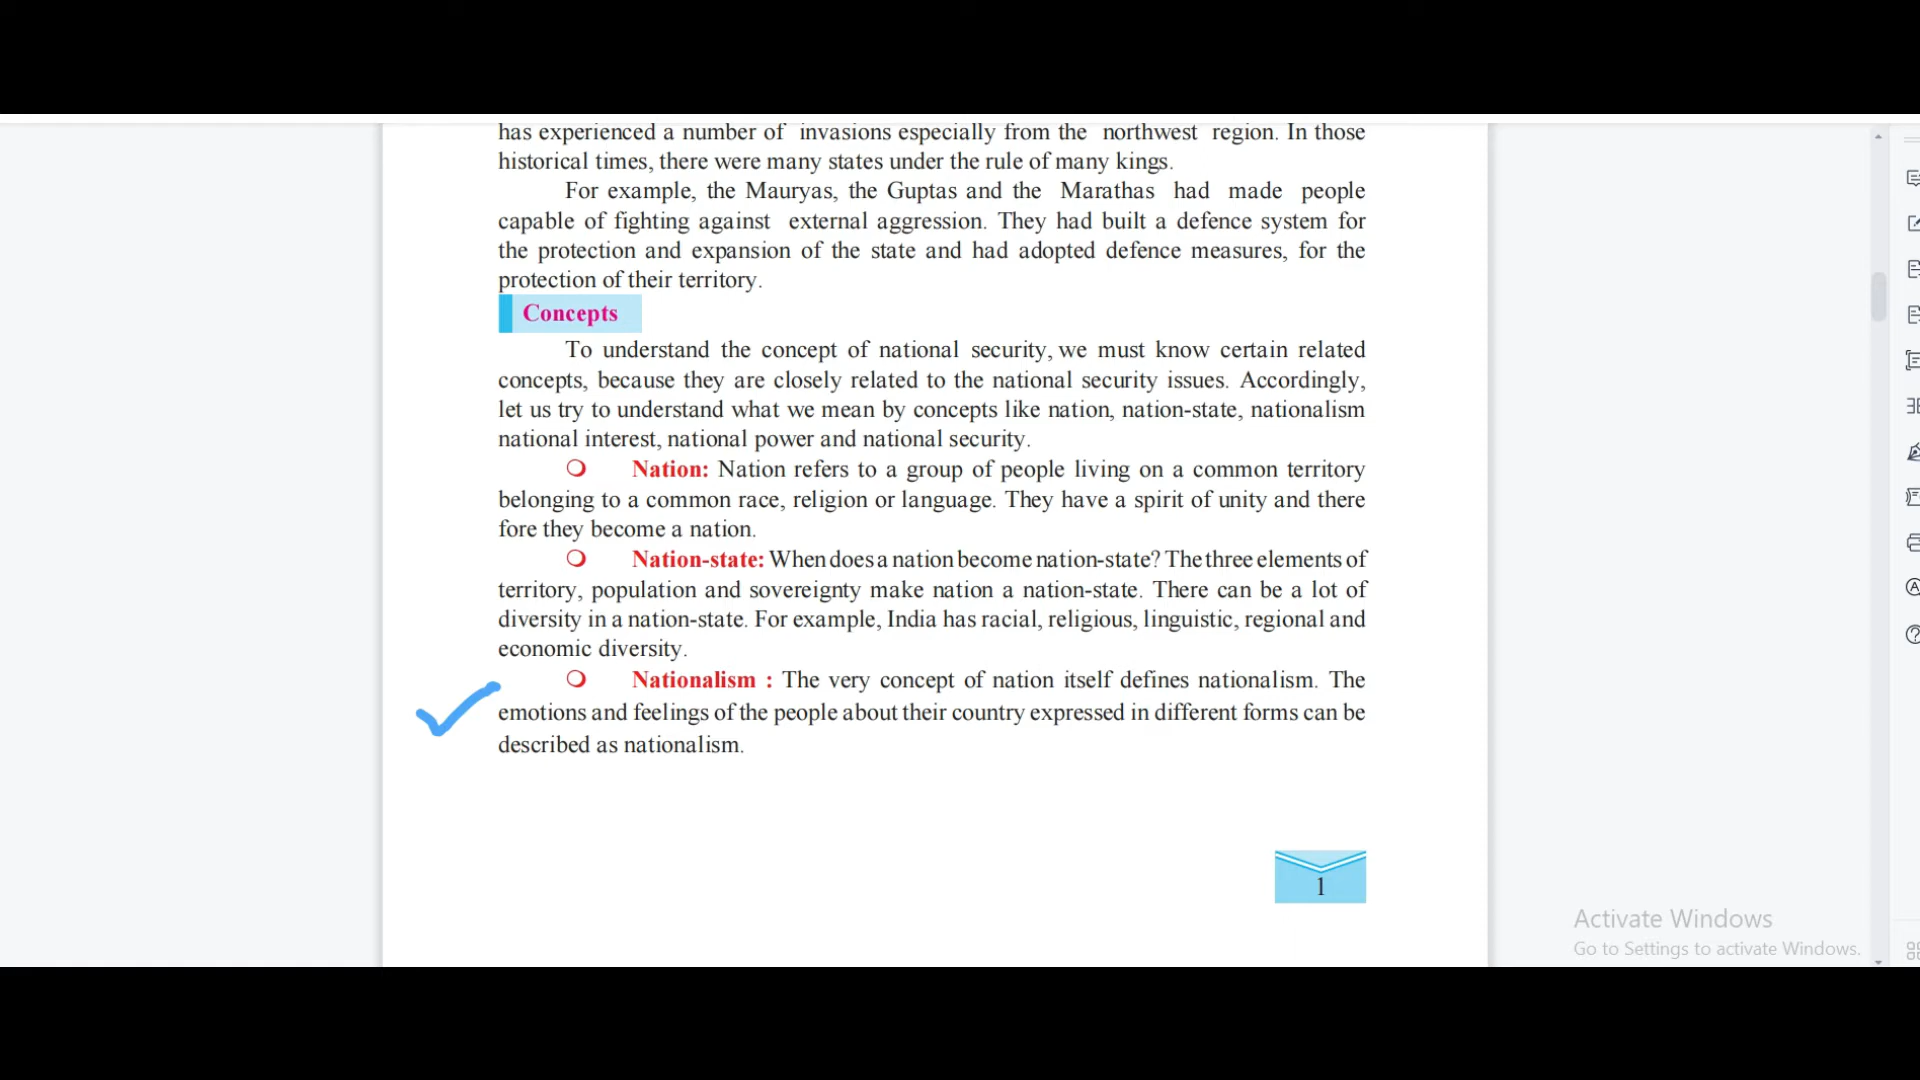 has experienced a number of invasions especially from the northwest region. In those
historical times, there were many states under the rule of many kings.
For example, the Mauryas, the Guptas and the Marathas had made people
capable of fighting against external aggression. They had built a defence system for
the protection and expansion of the state and had adopted defence measures, for the
protection of their territory.
Concepts
To understand the concept of national security, we must know certain related
concepts, because they are closely related to the national security issues. Accordingly,
let us try to understand what we mean by concepts like nation, nation-state, nationalism
national interest, national power and national security.
Nation: Nation refers to a group of people living on a common territory
belonging to a common race, religion or language. They have a spirit of unity and there
fore they become a nation.
Nation-state: When does a nation become nation-state? The three elements of
territory, population and sovereignty make nation a nation-state. There can be a lot of
diversity in a nation-state. For example, India has racial, religious, linguistic, regional and
economic diversity.
Nationalism : The very concept of nation itself defines nationalism. The
emotions and feelings of the people about their country expressed in different forms can be
described as nationalism.
1
Activate Windows
Go to Settings to activate Windows.